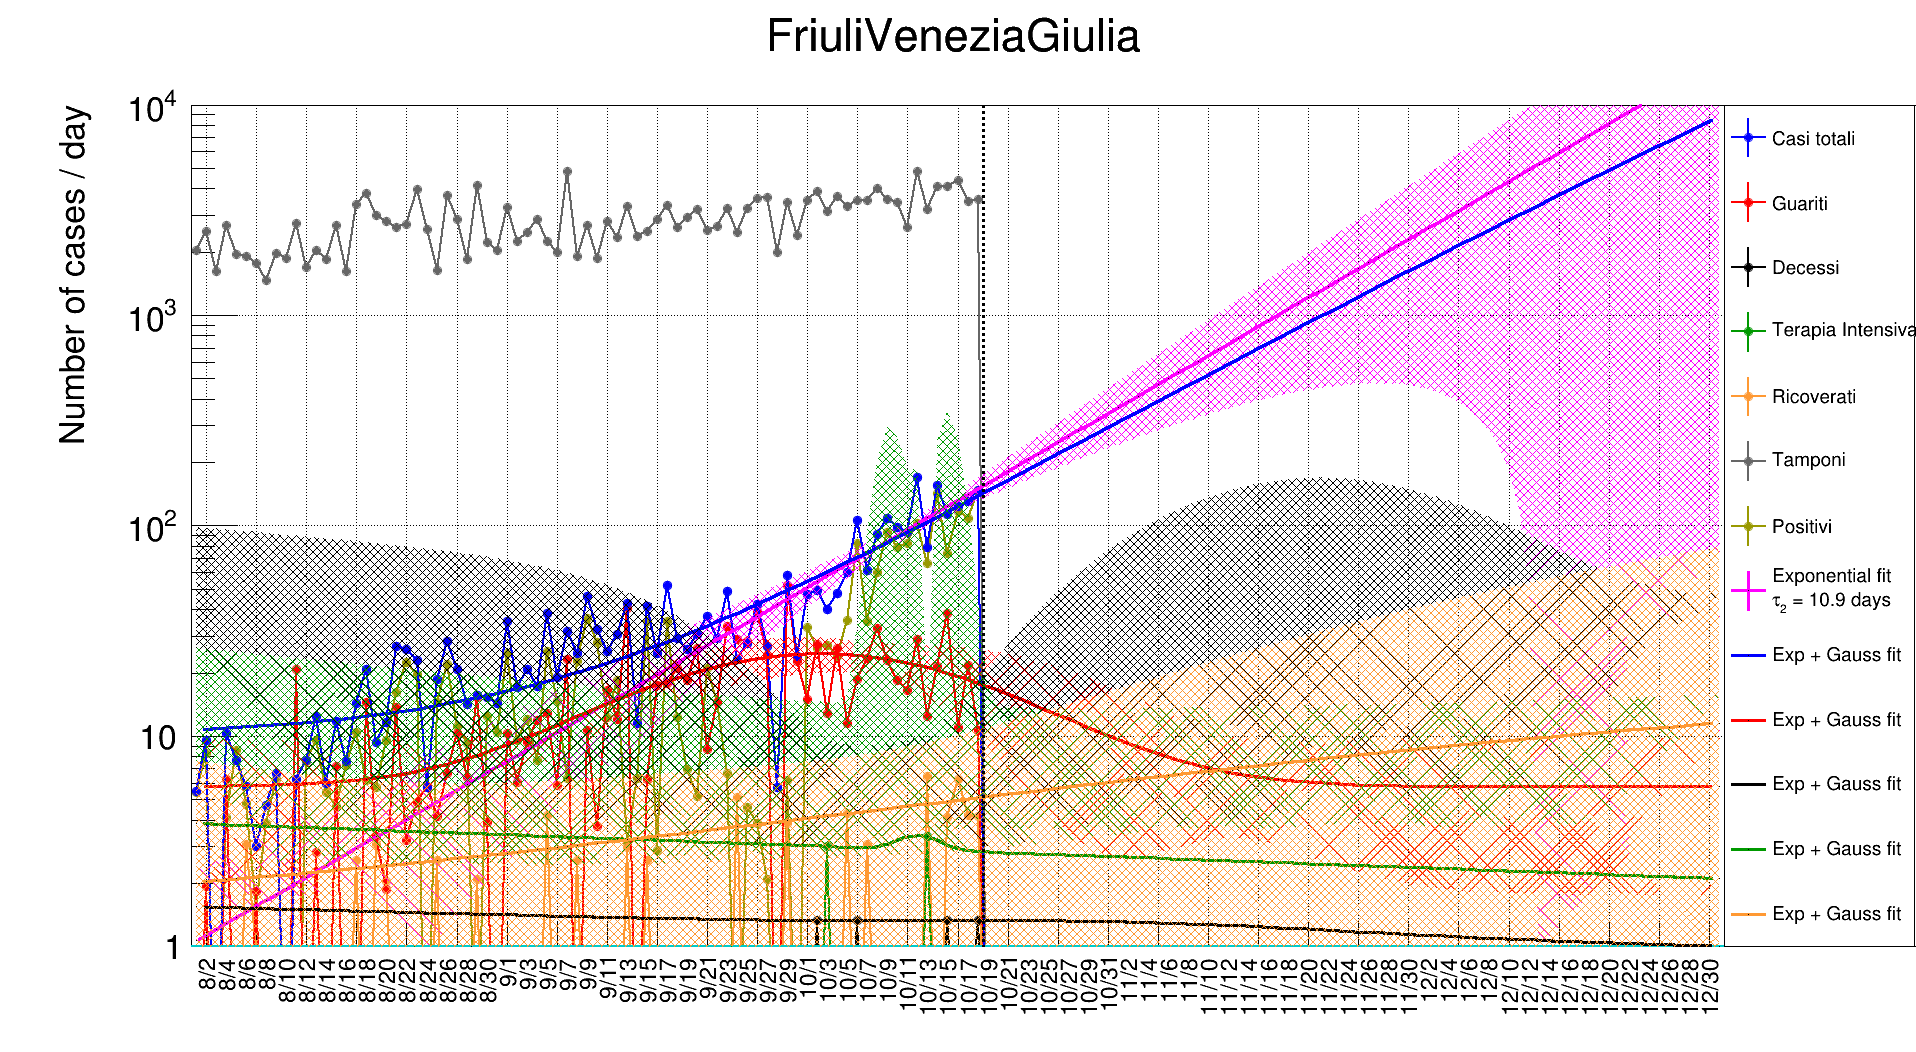 FriuliVeneziaGiulia
Number of cases / day
10^4
10^3
10^2
10
1
8/2 8/4 8/6 8/8 8/10 8/12 8/14 8/16 8/18 8/20 8/22 8/24 8/26 8/28 8/30 9/1 9/3 9/5 9/7 9/9 9/11 9/13 9/15 9/17 9/19 9/21 9/23 9/25 9/27 9/29 10/1 10/3 10/5 10/7 10/9 10/11 10/13 10/15 10/17 10/19 10/21 10/23 10/25 10/27 10/29 10/31 11/2 11/4 11/6 11/8 11/10 11/12 11/14 11/16 11/18 11/20 11/22 11/24 11/26 11/28 11/30 12/2 12/4 12/6 12/8 12/10 12/12 12/14 12/16 12/18 12/20 12/22 12/24 12/26 12/28 12/30
Casi totali
Guariti
Decessi
Terapia Intensiva
Ricoverati
Tamponi
Positivi
Exponential fit
τ2 = 10.9 days
Exp + Gauss fit
Exp + Gauss fit
Exp + Gauss fit
Exp + Gauss fit
Exp + Gauss fit